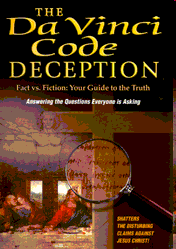 THE
Da Vinci
Code
DECEPTION
Fact vs. Fiction: Your Guide to the Truth
Answering the Questions Everyone is Asking
SHATTERS
THE DISTURBING
CLAIMS AGAINST
JESUS CHRIST!